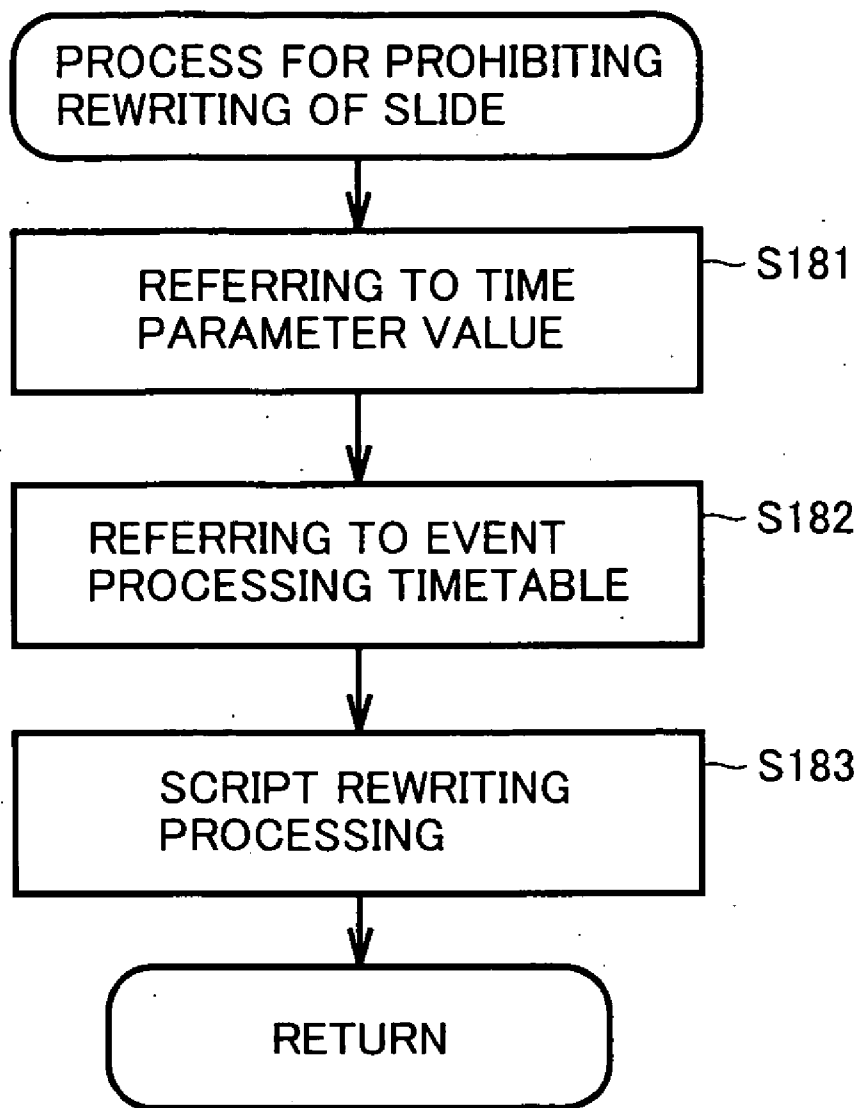 PROCESS FOR PROHIBITING
REWRITING OF SLIDE
REFERRING TO TIME
PARAMETER VALUE
S181
REFERRING TO EVENT
PROCESSING TIMETABLE
S182
SCRIPT REWRITING
PROCESSING
S183
RETURN